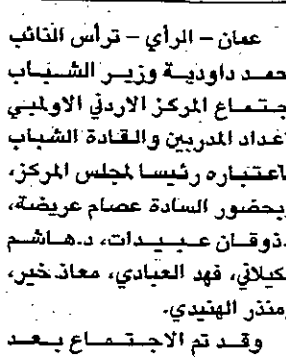 عمان – الرأي – ترأس النائب
حمد داودية وزير الشباب
جتماع المركز الاردني الاولمبي
اعداد المدربين والقادة الشباب
اعتباره رئيسا لمجلس المركز،
بحضور السادة عصام عريضة،
.ذوقان عبيدات، د.هاشم
كيلاني، فهد العبادي، معاذ خير،
منذر الهنيدي.
وقد تم الاجتماع بعد